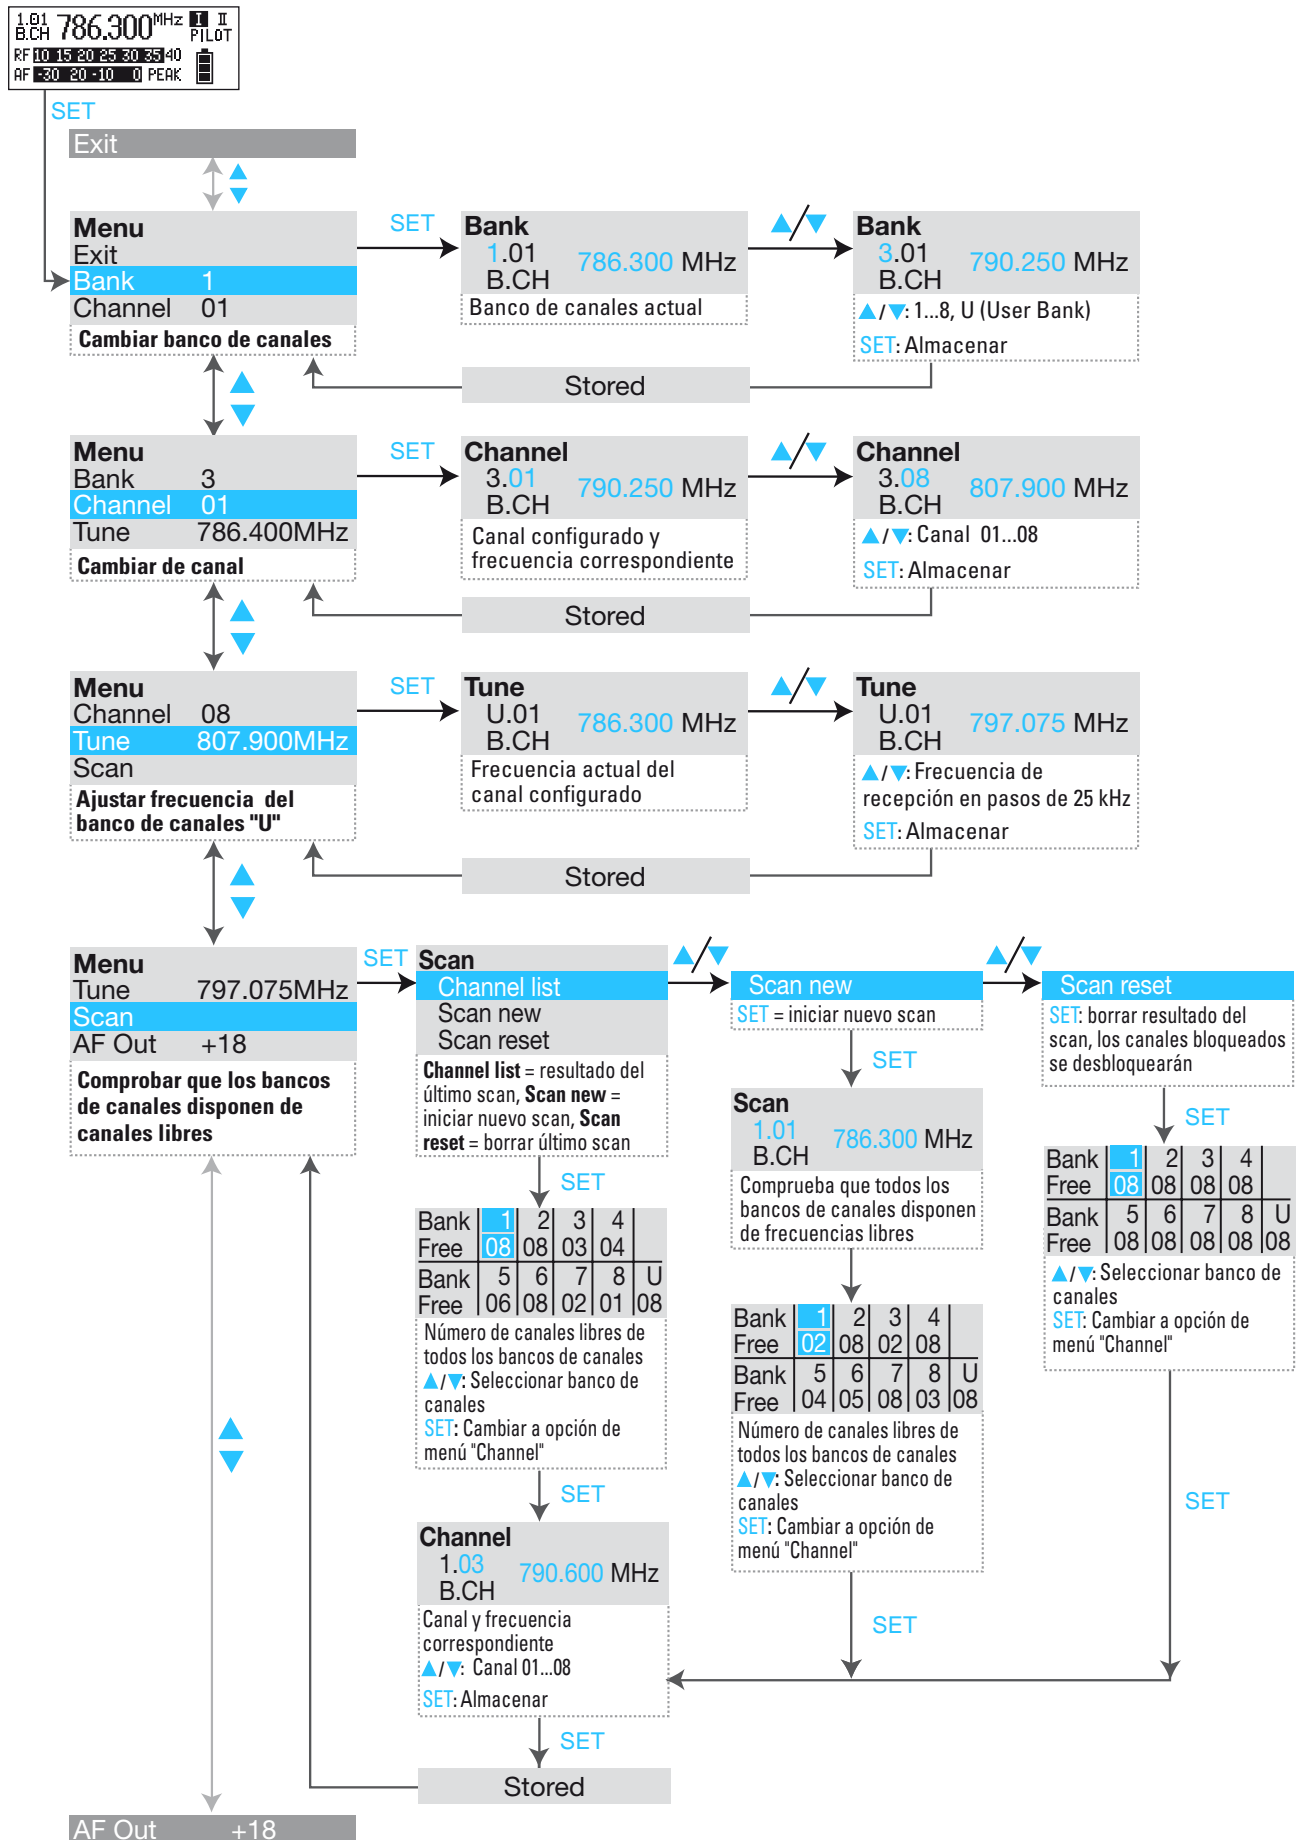 1.01 786.300 MHz I II
B.CH PILOT
RF 10 15 20 25 30 35 40
AF -30 20 -10 0 PEAK
SET
Exit
Menu
Exit
Bank 1
Channel 01
Cambiar banco de canales
SET
Bank
1.01 786.300 MHz
B.CH
Banco de canales actual
/
Bank
3.01 790.250 MHz
B.CH
▲/▼: 1...8, U (User Bank)
SET: Almacenar
Stored
Menu
Bank 3
Channel 01
Tune 786.400MHz
Cambiar de canal
SET
Channel
3.01 790.250 MHz
B.CH
Canal configurado y
frecuencia correspondiente
/
Channel
3.08 807.900 MHz
B.CH
▲/▼: Canal 01...08
SET: Almacenar
Stored
Menu
Channel 08
Tune 807.900MHz
Scan
Ajustar frecuencia del
banco de canales "U"
SET
Tune
U.01 786.300 MHz
B.CH
Frecuencia actual del
canal configurado
/
Tune
U.01 797.075 MHz
B.CH
▲/▼: Frecuencia de
recepción en pasos de 25 kHz
SET: Almacenar
Stored
Menu
Tune 797.075MHz
Scan
AF Out +18
Comprobar que los bancos
de canales disponen de
canales libres
SET
Scan
Channel list
Scan new
Scan reset
Channel list = resultado del
último scan, Scan new =
iniciar nuevo scan, Scan
reset = borrar último scan
SET
Bank 1 2 3 4
Free 08 08 03 04
Bank 5 6 7 8 U
Free 06 08 02 01 08
Número de canales libres de
todos los bancos de canales
▲/▼: Seleccionar banco de
canales
SET: Cambiar a opción de
menú "Channel"
SET
Channel
1.03 790.600 MHz
B.CH
Canal y frecuencia
correspondiente
▲/▼: Canal 01...08
SET: Almacenar
SET
Stored
/
Scan new
SET = iniciar nuevo scan
SET
Scan
1.01 786.300 MHz
B.CH
Comprueba que todos los
bancos de canales disponen
de frecuencias libres
Bank 1 2 3 4
Free 02 08 02 08
Bank 5 6 7 8 U
Free 04 05 08 03 08
Número de canales libres de
todos los bancos de canales
▲/▼: Seleccionar banco de
canales
SET: Cambiar a opción de
menú "Channel"
SET
/
Scan reset
SET: borrar resultado del
scan, los canales bloqueados
se desbloquearán
SET
Bank 1 2 3 4
Free 08 08 08 08
Bank 5 6 7 8 U
Free 08 08 08 08 08
▲/▼: Seleccionar banco de
canales
SET: Cambiar a opción de
menú "Channel"
SET
AF Out +18